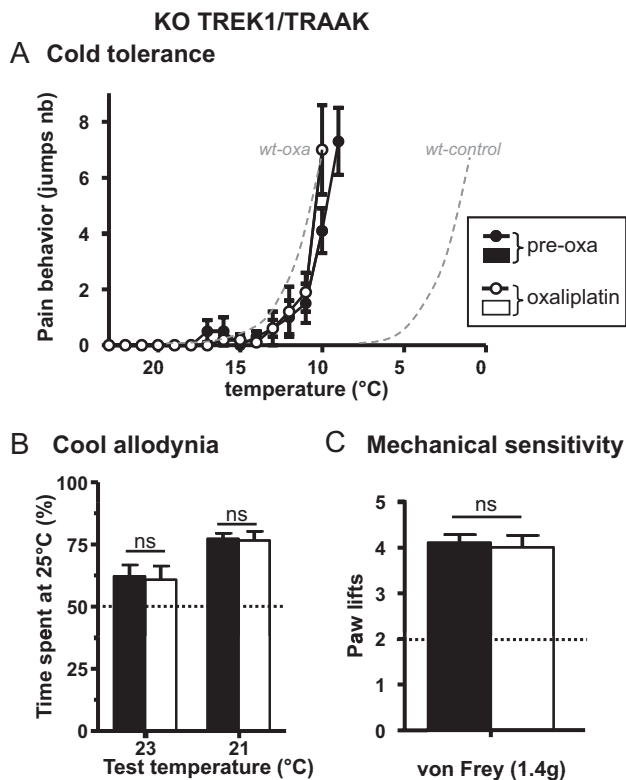 KO TREK1/TRAAK
A Cold tolerance
Pain behavior (jumps nb)
8
6
4
2
0
wt-oxa
wt-control
pre-oxa
oxaliplatin
20 15 10 5 0
temperature (°C)
B Cool allodynia
Time spent at 25°C (%)
100
75
50
25
0
ns
ns
23 21
Test temperature (°C)
C Mechanical sensitivity
Paw lifts
5
4
3
2
1
0
ns
von Frey (1.4g)